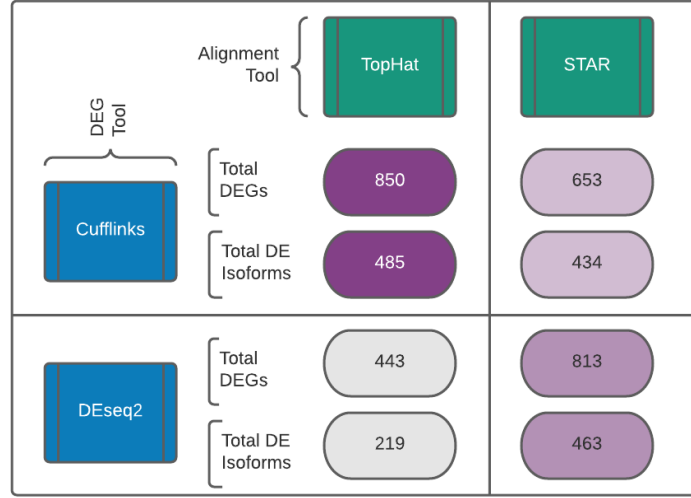 Alignment
Tool
TopHat
STAR
DEG
Tool
Cufflinks
Total
DEGs
850
653
Total DE
Isoforms
485
434
DEseq2
Total
DEGs
443
813
Total DE
Isoforms
219
463